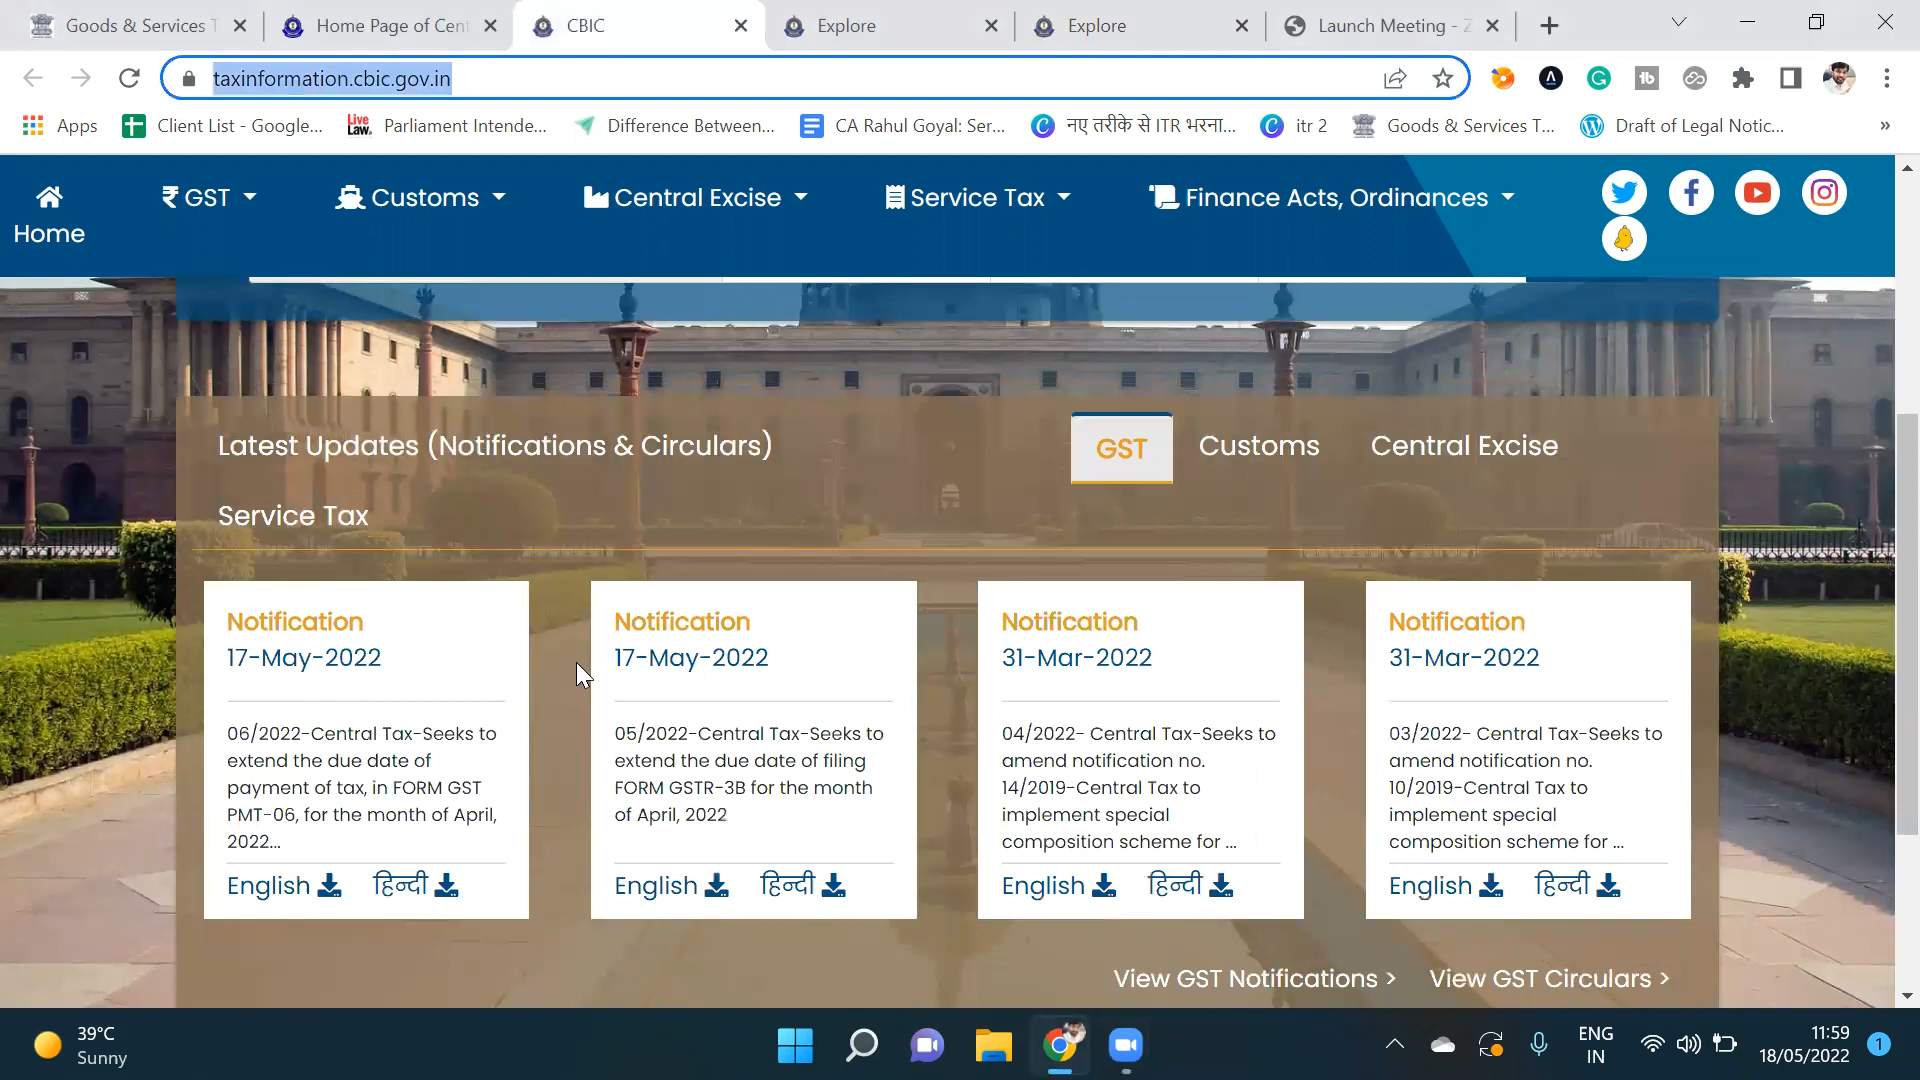 Goods & Services T
Home Page of Cent
CBIC
Explore
Explore
Launch Meeting - Z
taxinformation.cbic.gov.in
Apps
Client List - Google...
Live Law.
Parliament Intende...
Difference Between...
CA Rahul Goyal: Ser...
नए तरीके से ITR भरना...
itr 2
Goods & Services T...
Draft of Legal Notic...
»
Home
₹ GST
Customs
Central Excise
Service Tax
Finance Acts, Ordinances
Latest Updates (Notifications & Circulars)
GST
Customs
Central Excise
Service Tax
Notification
17-May-2022
06/2022-Central Tax-Seeks to
extend the due date of
payment of tax, in FORM GST
PMT-06, for the month of April,
2022...
English
हिन्दी
Notification
17-May-2022
05/2022-Central Tax-Seeks to
extend the due date of filing
FORM GSTR-3B for the month
of April, 2022
English
हिन्दी
Notification
31-Mar-2022
04/2022- Central Tax-Seeks to
amend notification no.
14/2019-Central Tax to
implement special
composition scheme for ...
English
हिन्दी
Notification
31-Mar-2022
03/2022- Central Tax-Seeks to
amend notification no.
10/2019-Central Tax to
implement special
composition scheme for ...
English
हिन्दी
View GST Notifications >
View GST Circulars >
39°C
Sunny
ENG
IN
11:59
18/05/2022
1